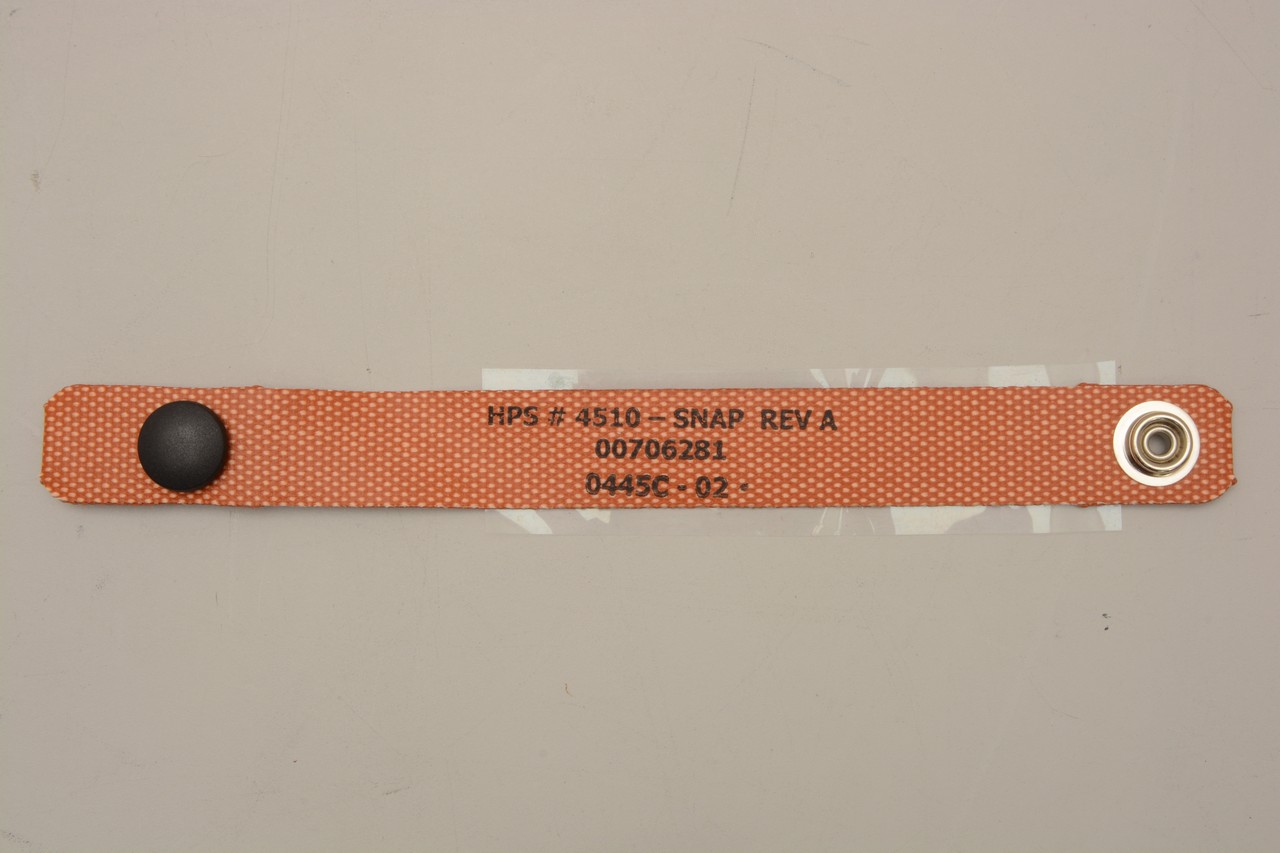 HPS # 4510 – SNAP REV A
00706281
0445C - 02